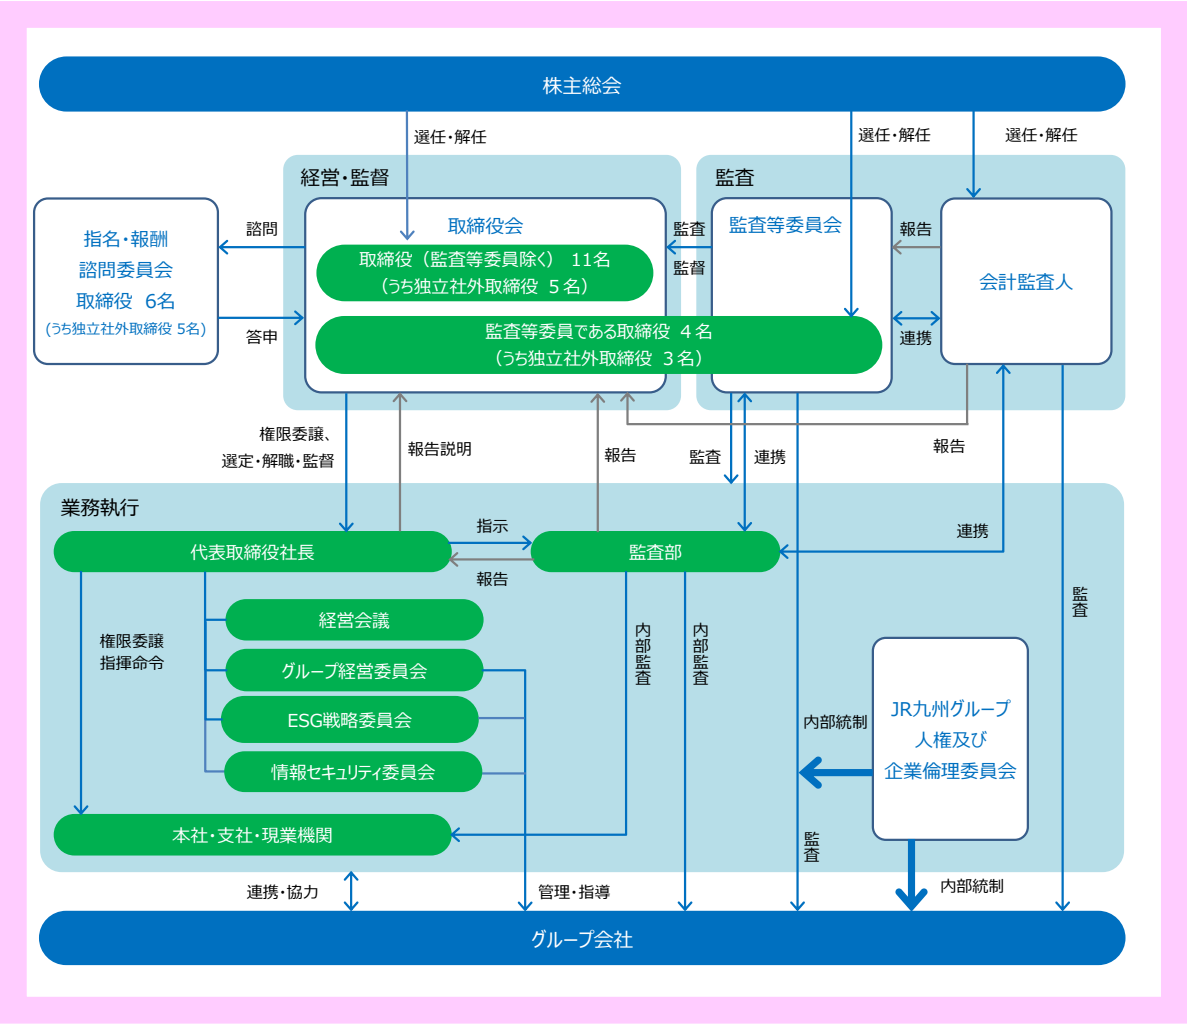 株主総会
選任・解任
選任・解任
選任・解任
経営・監督
監査
指名・報酬
諮問委員会
取締役 6名
(うち独立社外取締役 5名)
諮問
答申
取締役会
取締役（監査等委員除く） 11名
（うち独立社外取締役 5名）
監査等委員である取締役 4名
（うち独立社外取締役 3名）
監査
監督
監査等委員会
報告
連携
会計監査人
権限委譲、
選定・解職・監督
報告説明
報告
監査
連携
報告
業務執行
代表取締役社長
指示
報告
監査部
連携
監査
権限委譲
指揮命令
経営会議
グループ経営委員会
ESG戦略委員会
情報セキュリティ委員会
内部監査
内部監査
内部統制
JR九州グループ
人権及び
企業倫理委員会
本社・支社・現業機関
監査
連携・協力
管理・指導
内部統制
グループ会社